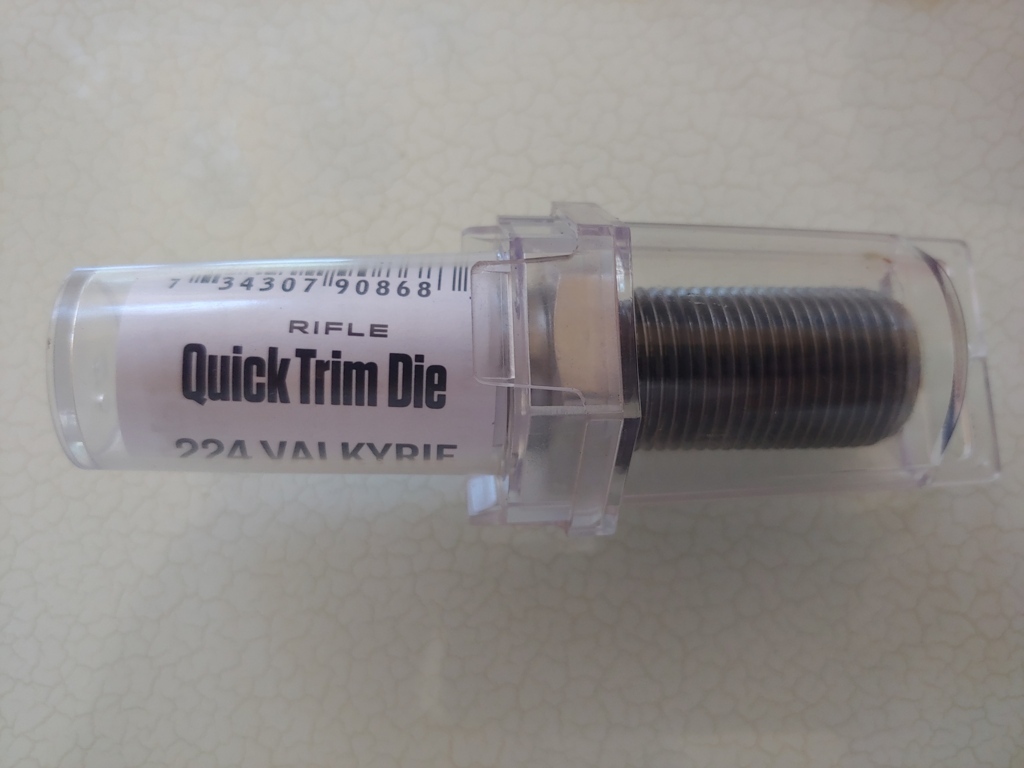 7 34307 90868
RIFLE
Quick Trim Die
224 VALKYRIE